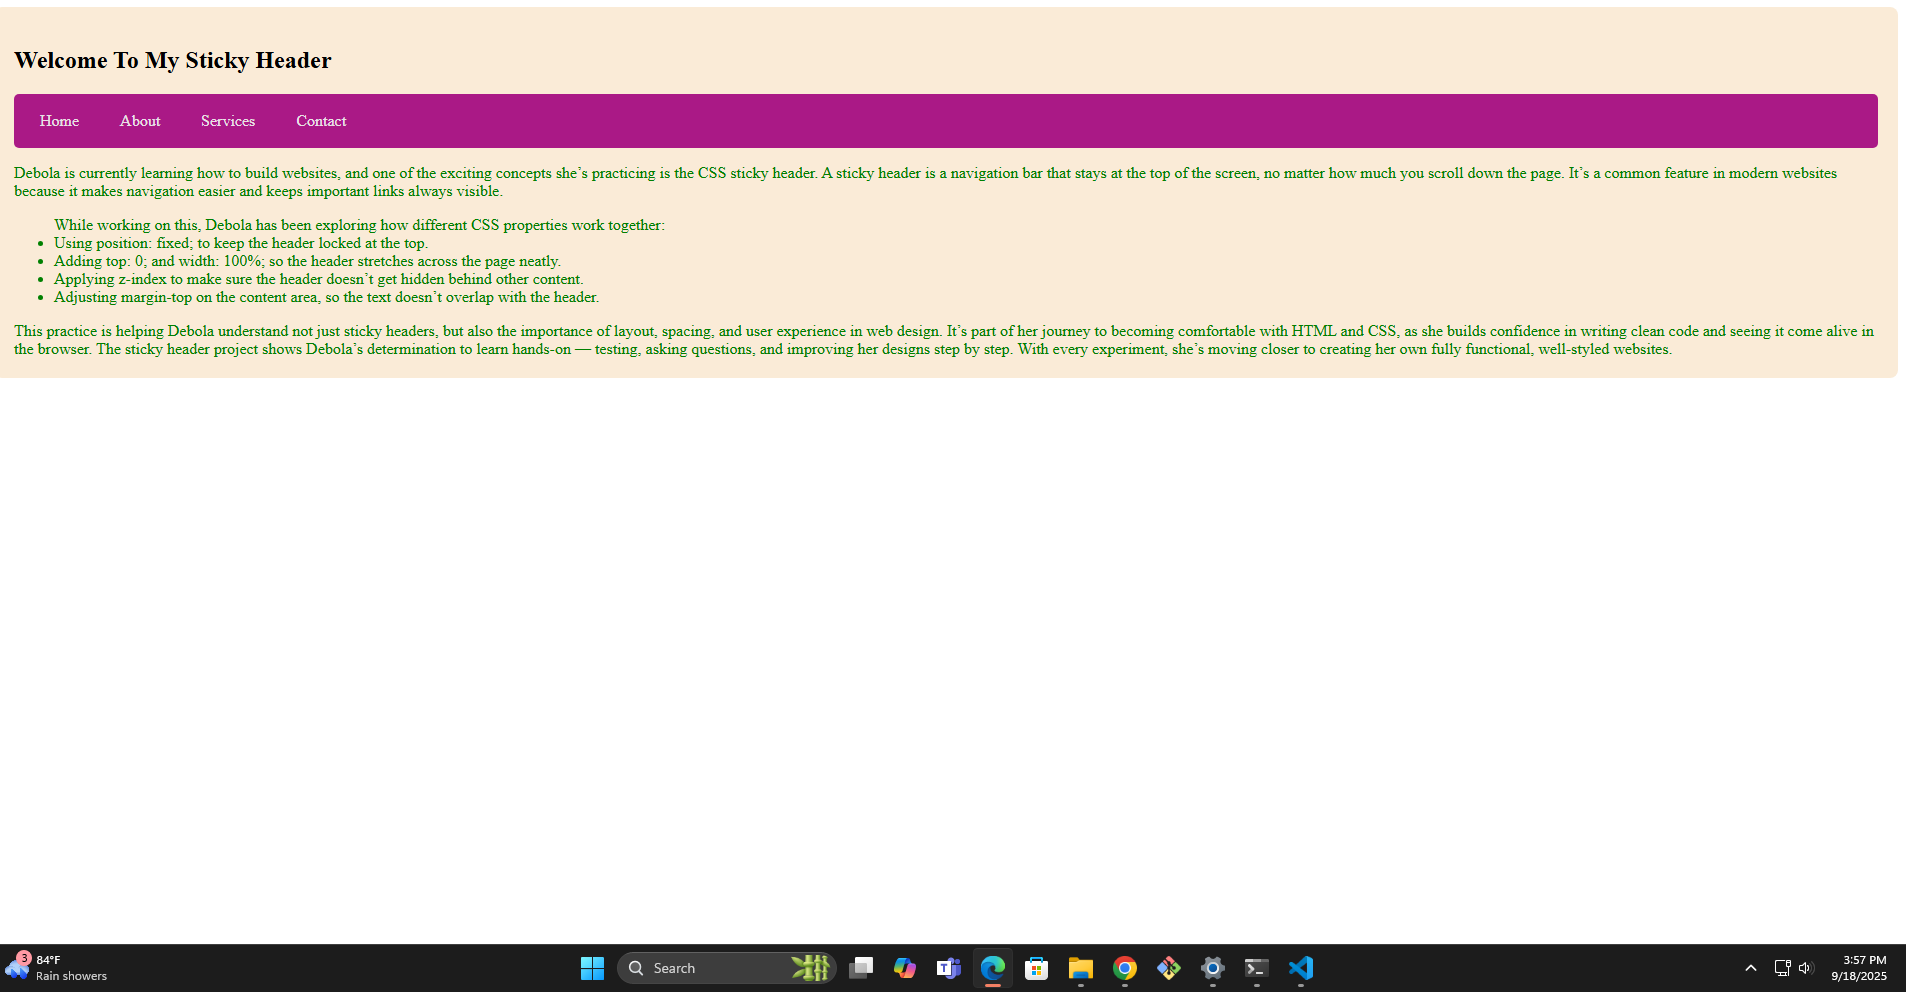 Welcome To My Sticky Header
Home About Services Contact
Debola is currently learning how to build websites, and one of the exciting concepts she’s practicing is the CSS sticky header. A sticky header is a navigation bar that stays at the top of the screen, no matter how much you scroll down the page. It’s a common feature in modern websites
because it makes navigation easier and keeps important links always visible.
While working on this, Debola has been exploring how different CSS properties work together:
• Using position: fixed; to keep the header locked at the top.
• Adding top: 0; and width: 100%; so the header stretches across the page neatly.
• Applying z-index to make sure the header doesn’t get hidden behind other content.
• Adjusting margin-top on the content area, so the text doesn’t overlap with the header.
This practice is helping Debola understand not just sticky headers, but also the importance of layout, spacing, and user experience in web design. It’s part of her journey to becoming comfortable with HTML and CSS, as she builds confidence in writing clean code and seeing it come alive in
the browser. The sticky header project shows Debola’s determination to learn hands-on — testing, asking questions, and improving her designs step by step. With every experiment, she’s moving closer to creating her own fully functional, well-styled websites.
3
84°F
Rain showers
Search
T
3:57 PM
9/18/2025